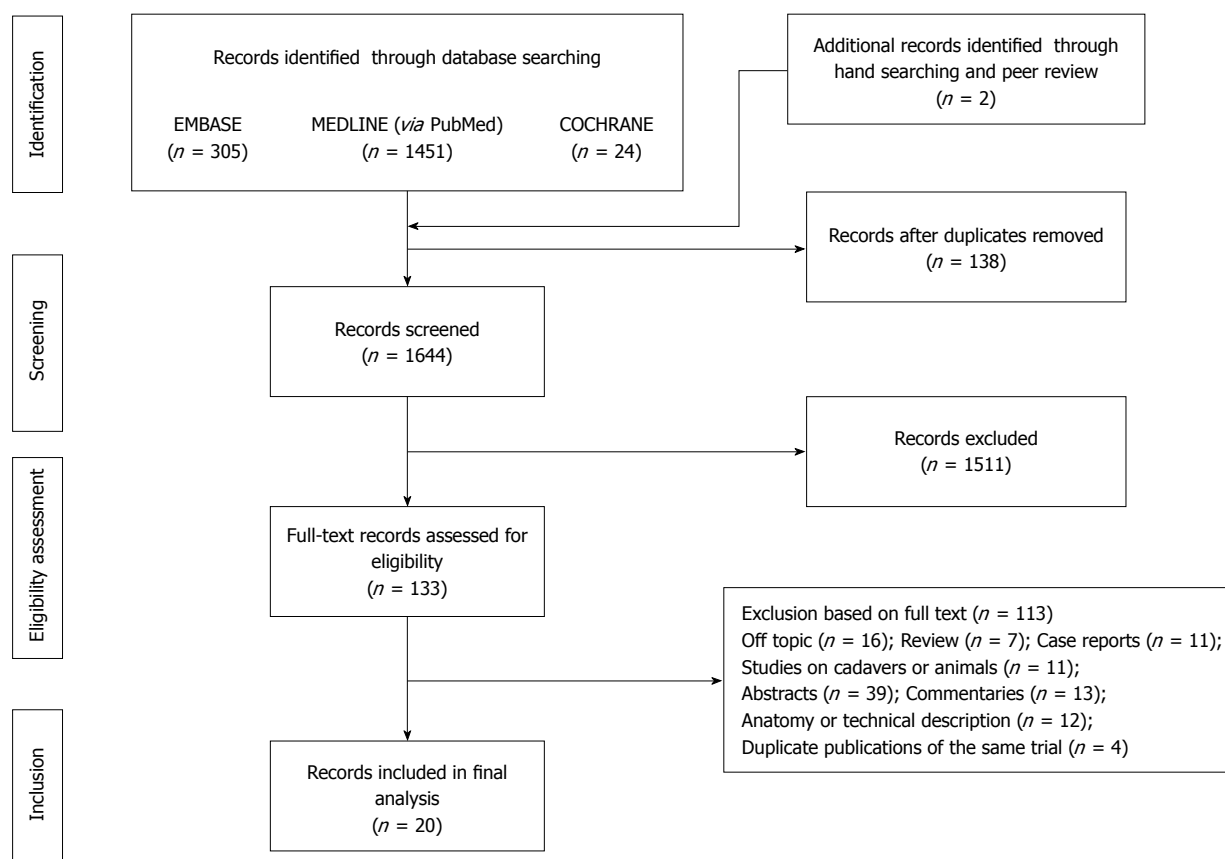 Identification
Records identified through database searching
EMBASE
(n = 305)
MEDLINE (via PubMed)
(n = 1451)
COCHRANE
(n = 24)
Additional records identified through
hand searching and peer review
(n = 2)
Records after duplicates removed
(n = 138)
Screening
Records screened
(n = 1644)
Records excluded
(n = 1511)
Eligibility assessment
Full-text records assessed for
eligibility
(n = 133)
Exclusion based on full text (n = 113)
Off topic (n = 16); Review (n = 7); Case reports (n = 11);
Studies on cadavers or animals (n = 11);
Abstracts (n = 39); Commentaries (n = 13);
Anatomy or technical description (n = 12);
Duplicate publications of the same trial (n = 4)
Inclusion
Records included in final
analysis
(n = 20)